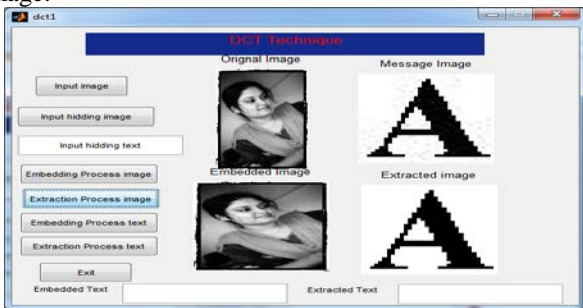 age.
dct1
DCT Technique
Orignal Image
Message Image
Input image
Input hidding image
Input hidding text
Embedding Process image
Embedded Image
Extracted image
Extraction Process image
Embedding Process text
Extraction Process text
Exit
Embedded Text
Extracted Text
A
A